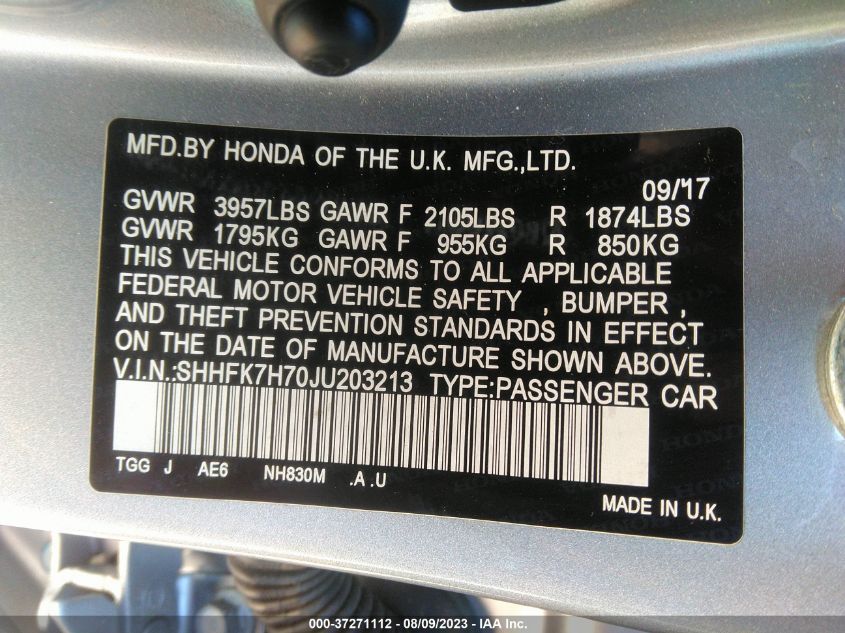 MFD.BY HONDA OF THE U.K. MFG.,LTD.
09/'17
GVWR 3957LBS GAWR F 2105LBS R 1874LBS
GVWR 1795KG GAWR F 955KG R 850KG
THIS VEHICLE CONFORMS TO ALL APPLICABLE
FEDERAL MOTOR VEHICLE SAFETY , BUMPER ,
AND THEFT PREVENTION STANDARDS IN EFFECT
ON THE DATE OF MANUFACTURE SHOWN ABOVE.
V.I.N.:SHHFK7H70JU203213 TYPE:PASSENGER CAR
TGG J AE6 NH830M .A .U
MADE IN U.K.
000-37271112 - 08/09/2023 - IAA Inc.